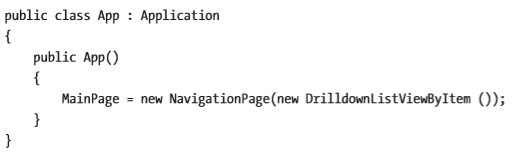 public class App : Application
{
    public App()
    {
        MainPage = new NavigationPage(new DrilldownListViewByItem ());
    }
}